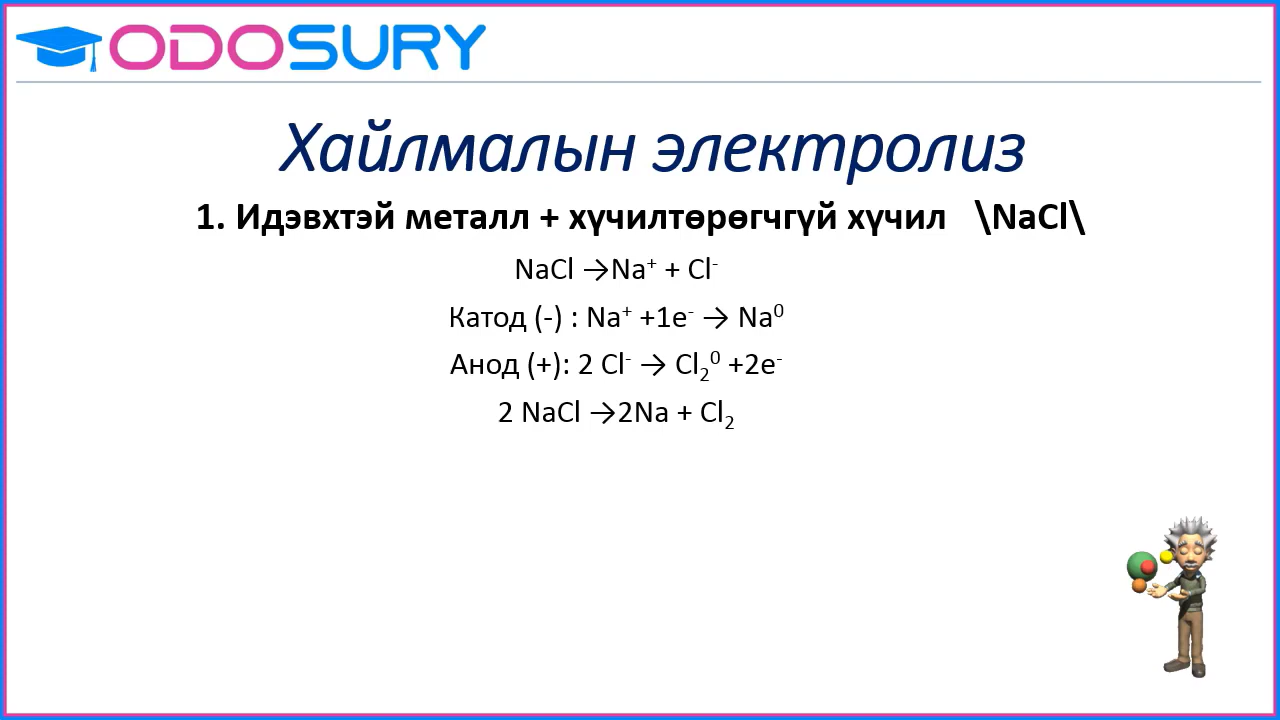 ODOSURY
Хайлмалын электролиз
1. Идэвхтэй металл + хүчилтөрөгчгүй хүчил \NaCl\
NaCl →Na⁺ + Cl⁻
Катод (-) : Na⁺ +1e⁻ → Na⁰
Анод (+): 2 Cl⁻ → Cl₂⁰ +2e⁻
2 NaCl →2Na + Cl₂